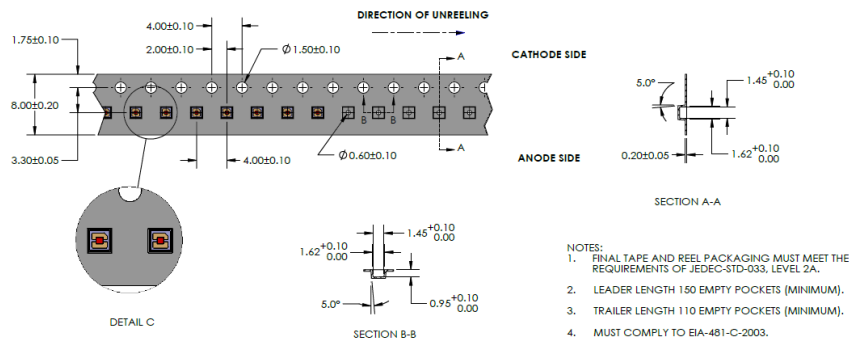 DIRECTION OF UNREELING
4.00±0.10
2.00±0.10
Ø 1.50±0.10
1.75±0.10
A
CATHODE SIDE
8.00±0.20
B
B
3.30±0.05
4.00±0.10
Ø0.60±0.10
A
ANODE SIDE
5.0°
1.45+0.10 0.00
0.20±0.05
1.62+0.10 0.00
SECTION A-A
1.45+0.10 0.00
1.62+0.10 0.00
5.0°
0.95+0.10 0.00
SECTION B-B
DETAIL C
NOTES:
1. FINAL TAPE AND REEL PACKAGING MUST MEET THE
REQUIREMENTS OF JEDEC-STD-033, LEVEL 2A.
2. LEADER LENGTH 150 EMPTY POCKETS (MINIMUM).
3. TRAILER LENGTH 110 EMPTY POCKETS (MINIMUM).
4. MUST COMPLY TO EIA-481-C-2003.